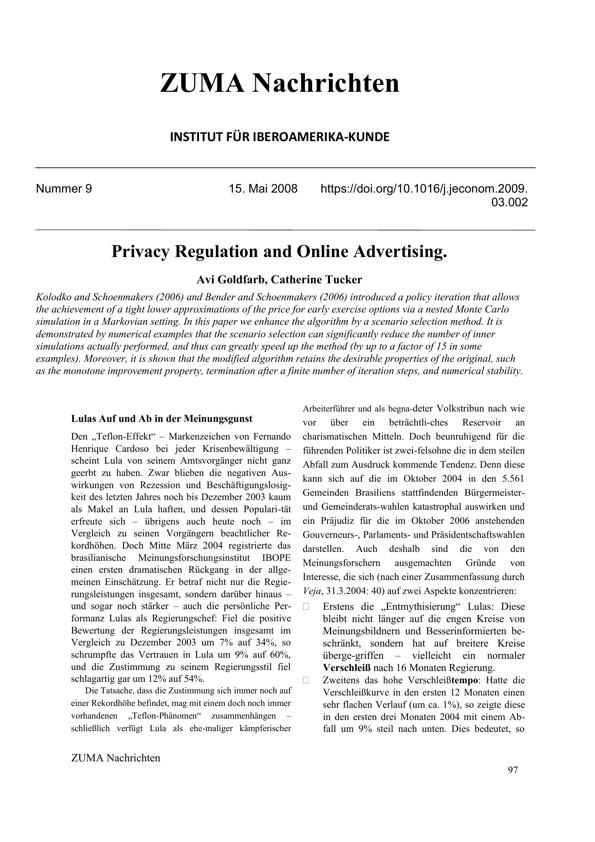 ZUMA Nachrichten
INSTITUT FÜR IBEROAMERIKA-KUNDE
Nummer 9
15. Mai 2008
https://doi.org/10.1016/j.jeconom.2009.
03.002
Privacy Regulation and Online Advertising.
Avi Goldfarb, Catherine Tucker
Kolodko and Schoenmakers (2006) and Bender and Schoenmakers (2006) introduced a policy iteration that allows
the achievement of a tight lower approximations of the price for early exercise options via a nested Monte Carlo
simulation in a Markovian setting. In this paper we enhance the algorithm by a scenario selection method. It is
demonstrated by numerical examples that the scenario selection can significantly reduce the number of inner
simulations actually performed, and thus can greatly speed up the method (by up to a factor of 15 in some
examples). Moreover, it is shown that the modified algorithm retains the desirable properties of the original, such
as the monotone improvement property, termination after a finite number of iteration steps, and numerical stability.
Lulas Auf und Ab in der Meinungsgunst
Den „Teflon-Effekt“ – Markenzeichen von Fernando
Henrique Cardoso bei jeder Krisenbewältigung –
scheint Lula von seinem Amtsvorgänger nicht ganz
geerbt zu haben. Zwar blieben die negativen Aus-
wirkungen von Rezession und Beschäftigungslosig-
keit des letzten Jahres noch bis Dezember 2003 kaum
als Makel an Lula haften, und dessen Populari-tät
erfreute sich – übrigens auch heute noch – im
Vergleich zu seinen Vorgängern beachtlicher Re-
kordhöhen. Doch Mitte März 2004 registrierte das
brasilianische Meinungsforschungsinstitut IBOPE
einen ersten dramatischen Rückgang in der allge-
meinen Einschätzung. Er betraf nicht nur die Regie-
rungsleistungen insgesamt, sondern darüber hinaus –
und sogar noch stärker – auch die persönliche Per-
formanz Lulas als Regierungschef: Fiel die positive
Bewertung der Regierungsleistungen insgesamt im
Vergleich zu Dezember 2003 um 7% auf 34%, so
schrumpfte das Vertrauen in Lula um 9% auf 60%,
und die Zustimmung zu seinem Regierungsstil fiel
schlagartig gar um 12% auf 54%.
Die Tatsache, dass die Zustimmung sich immer noch auf
einer Rekordhöhe befindet, mag mit einem doch noch immer
vorhandenen „Teflon-Phänomen“ zusammenhängen –
schließlich verfügt Lula als ehe-maliger kämpferischer
Arbeiterführer und als begna-deter Volkstribun nach wie
vor über ein beträchtli-ches Reservoir an
charismatischen Mitteln. Doch beunruhigend für die
führenden Politiker ist zwei-felsohne die in dem steilen
Abfall zum Ausdruck kommende Tendenz. Denn diese
kann sich auf die im Oktober 2004 in den 5.561
Gemeinden Brasiliens stattfindenden Bürgermeister-
und Gemeinderats-wahlen katastrophal auswirken und
ein Präjudiz für die im Oktober 2006 anstehenden
Gouverneurs-, Parlaments- und Präsidentschaftswahlen
darstellen. Auch deshalb sind die von den
Meinungsforschern ausgemachten Gründe von
Interesse, die sich (nach einer Zusammenfassung durch
Veja, 31.3.2004: 40) auf zwei Aspekte konzentrieren:
Erstens die „Entmythisierung“ Lulas: Diese
bleibt nicht länger auf die engen Kreise von
Meinungsbildnern und Besserinformierten be-
schränkt, sondern hat auf breitere Kreise
überge-griffen – vielleicht ein normaler
Verschleiß nach 16 Monaten Regierung.
Zweitens das hohe Verschleißtempo: Hatte die
Verschleißkurve in den ersten 12 Monaten einen
sehr flachen Verlauf (um ca. 1%), so zeigte diese
in den ersten drei Monaten 2004 mit einem Ab-
fall um 9% steil nach unten. Dies bedeutet, so
ZUMA Nachrichten
97